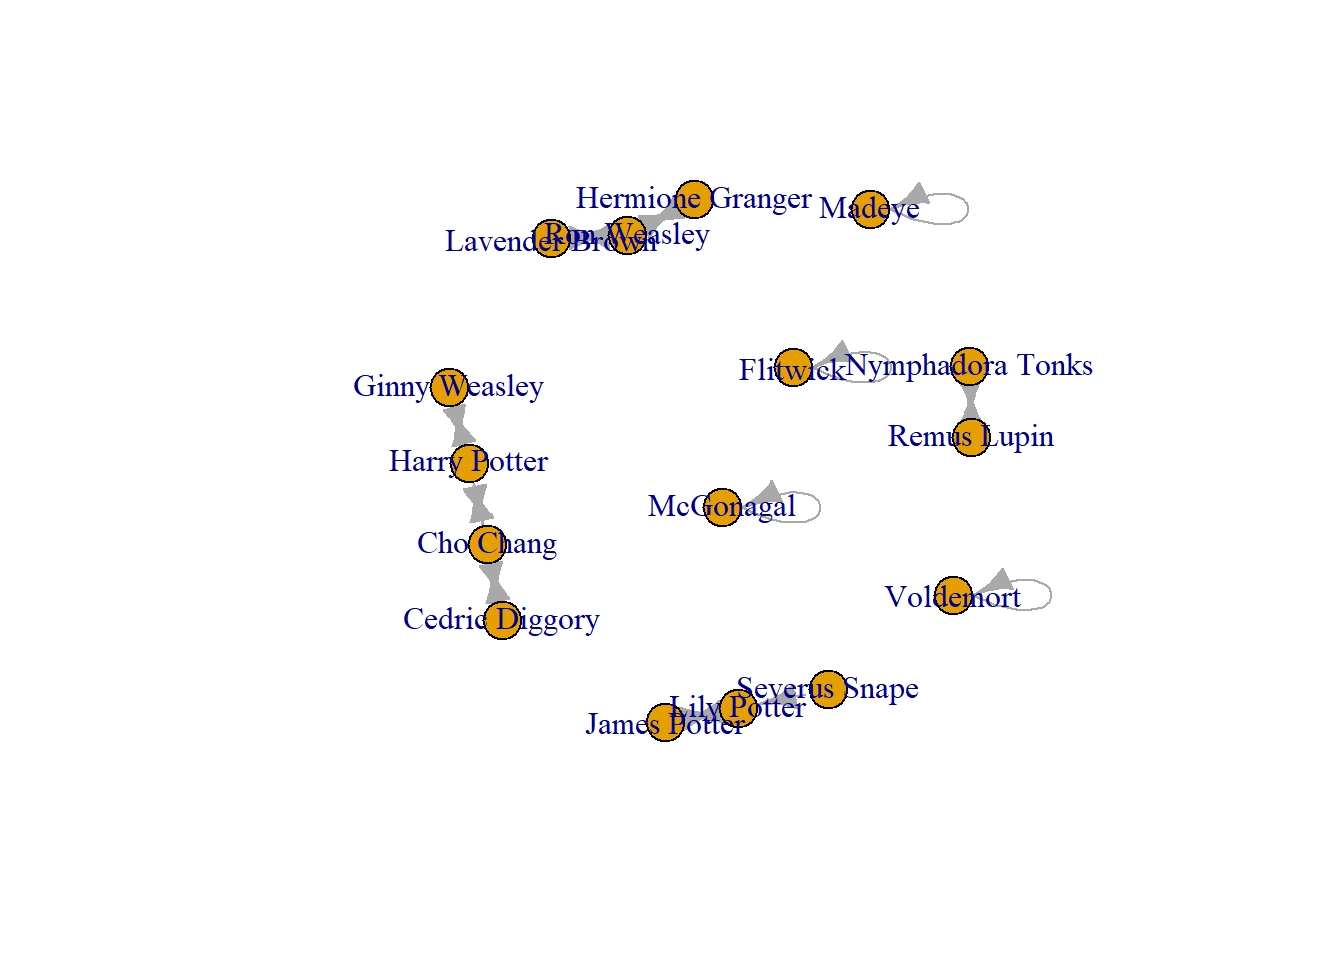 Hermione Granger
Madeye
Ron Weasley
Lavender Brown
Flitwick
Nymphadora Tonks
Ginny Weasley
Remus Lupin
Harry Potter
McGonagal
Cho Chang
Voldemort
Cedric Diggory
Severus Snape
Lily Potter
James Potter